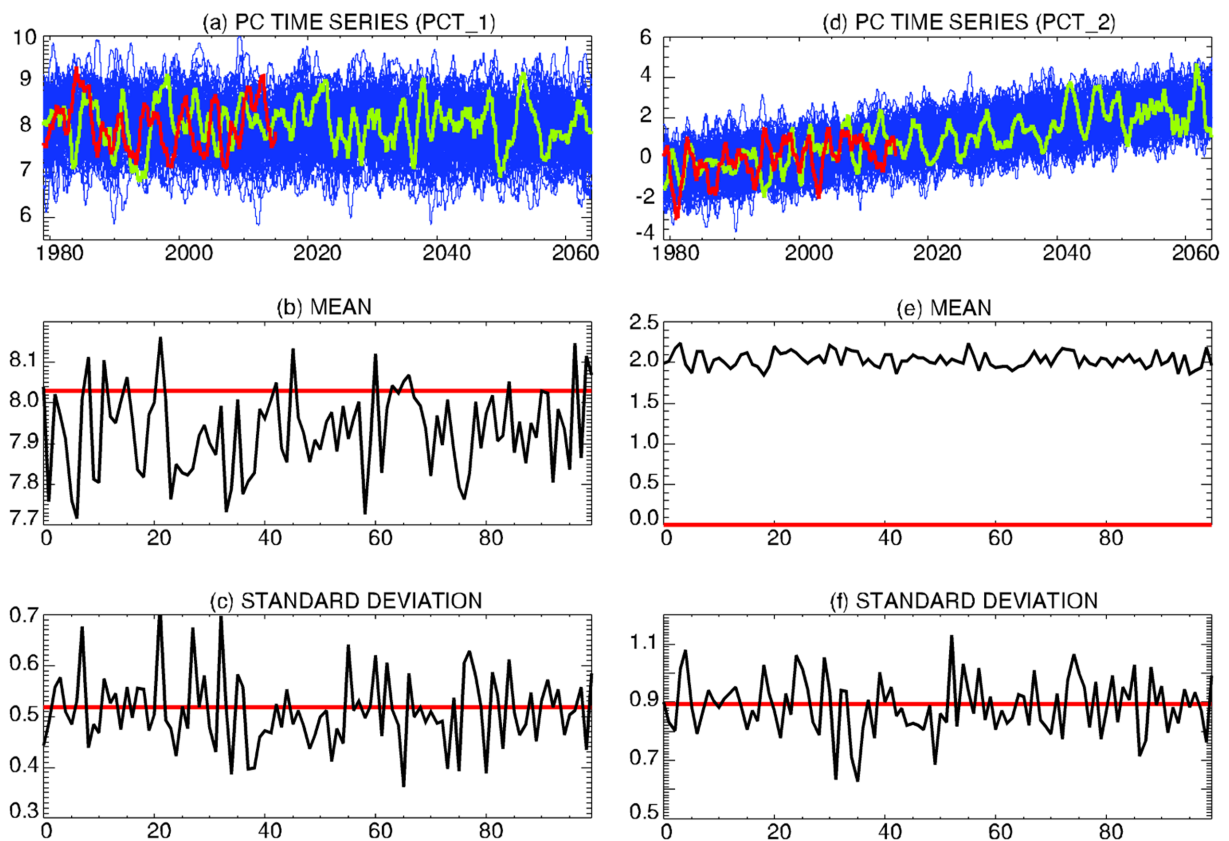 (a) PC TIME SERIES (PCT_1)
10
9
8
7
6
1980 2000 2020 2040 2060
(d) PC TIME SERIES (PCT_2)
6
4
2
0
-2
-4
1980 2000 2020 2040 2060
(b) MEAN
8.1
8.0
7.9
7.8
7.7
0 20 40 60 80
(e) MEAN
2.5
2.0
1.5
1.0
0.5
0.0
0 20 40 60 80
(c) STANDARD DEVIATION
0.7
0.6
0.5
0.4
0.3
0 20 40 60 80
(f) STANDARD DEVIATION
1.1
0.9
0.7
0.5
0 20 40 60 80